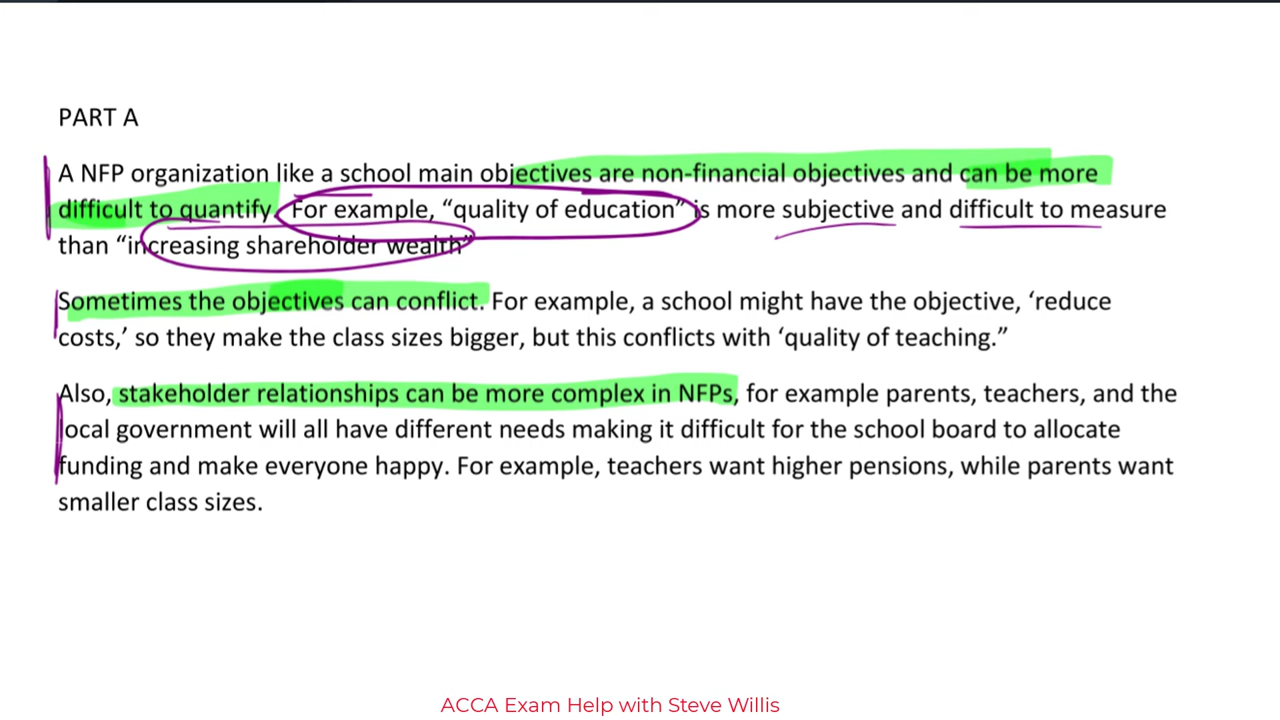 PART A
A NFP organization like a school main objectives are non-financial objectives and can be more
difficult to quantify. For example, “quality of education” is more subjective and difficult to measure
than “increasing shareholder wealth”
Sometimes the objectives can conflict. For example, a school might have the objective, ‘reduce
costs,’ so they make the class sizes bigger, but this conflicts with ‘quality of teaching.”
Also, stakeholder relationships can be more complex in NFPs, for example parents, teachers, and the
local government will all have different needs making it difficult for the school board to allocate
funding and make everyone happy. For example, teachers want higher pensions, while parents want
smaller class sizes.
ACCA Exam Help with Steve Willis